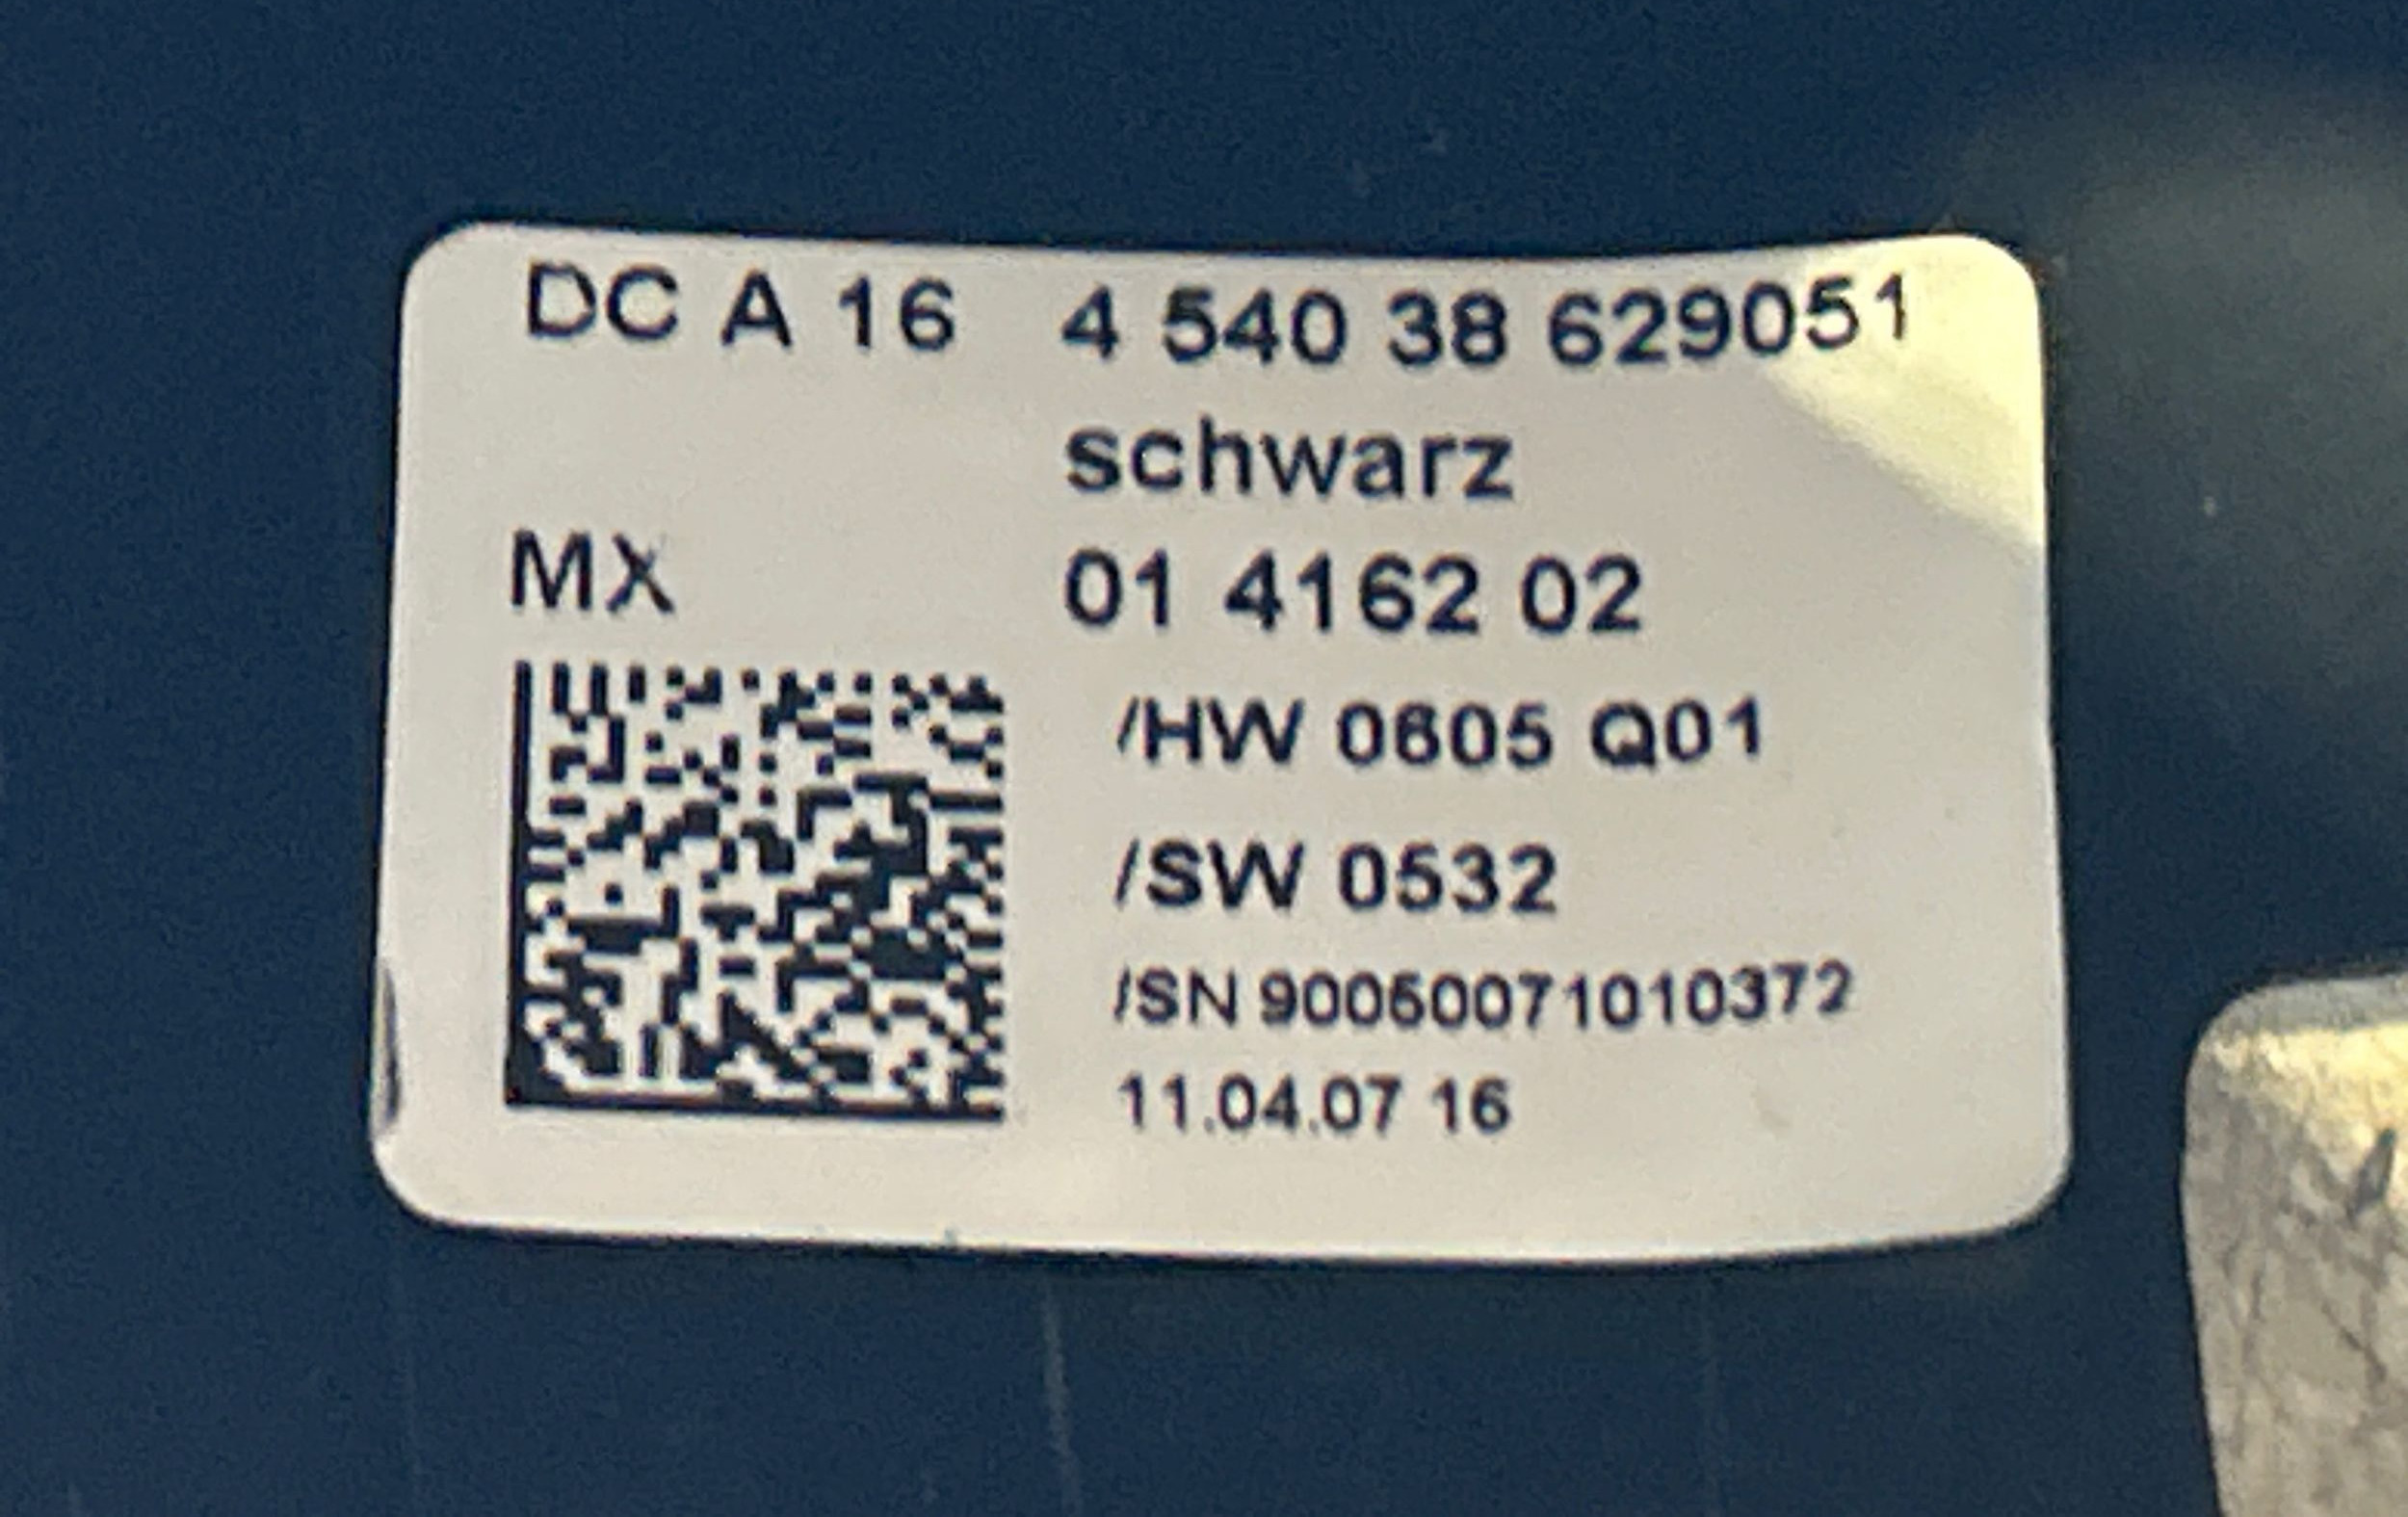 DC A 16 4 540 38 629051
schwarz
MX 01 4162 02
/HW 0605 Q01
/SW 0532
/SN 90050071010372
11.04.07 16